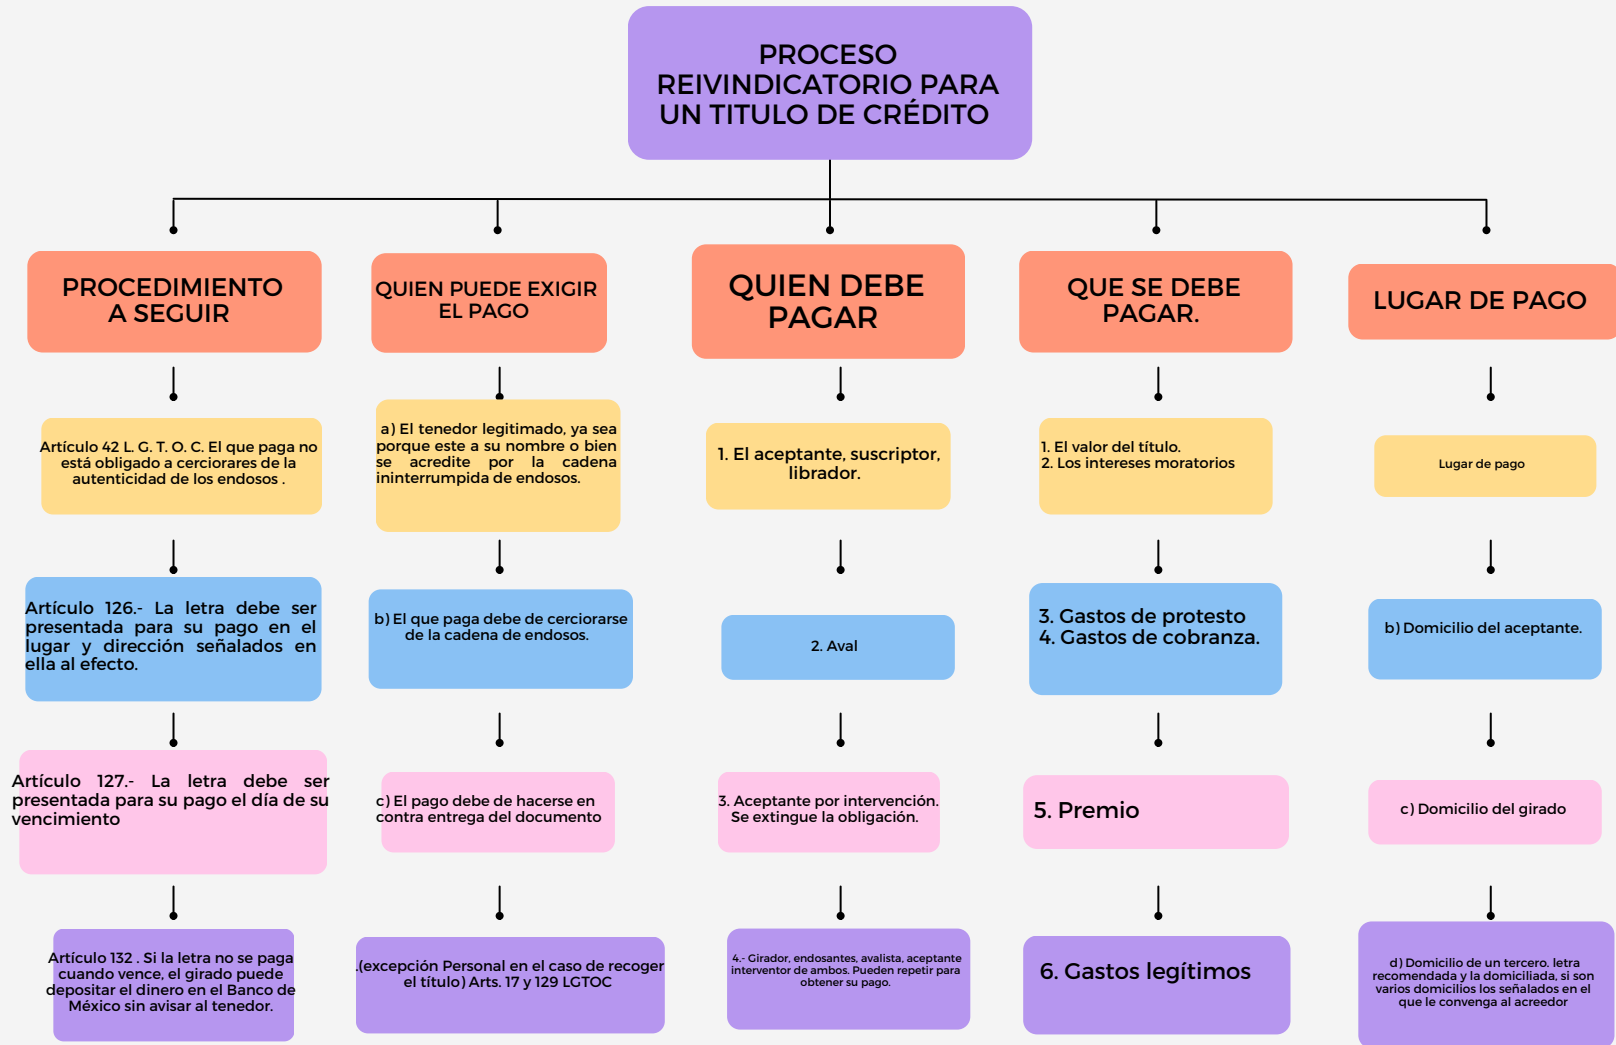 PROCESO
REIVINDICATORIO PARA
UN TITULO DE CRÉDITO
PROCEDIMIENTO
A SEGUIR
Artículo 42 L. G. T. O. C. El que paga no
está obligado a cerciorares de la
autenticidad de los endosos .
Artículo 126.- La letra debe ser
presentada para su pago en el
lugar y dirección señalados en
ella al efecto.
Artículo 127.- La letra debe ser
presentada para su pago el día de su
vencimiento
Artículo 132 . Si la letra no se paga
cuando vence, el girado puede
depositar el dinero en el Banco de
México sin avisar al tenedor.
QUIEN PUEDE EXIGIR
EL PAGO
a) El tenedor legitimado, ya sea
porque este a su nombre o bien
se acredite por la cadena
ininterrumpida de endosos.
b) El que paga debe de cerciorarse
de la cadena de endosos.
c) El pago debe de hacerse en
contra entrega del documento
.(excepción Personal en el caso de recoger
el título) Arts. 17 y 129 LGTOC
QUIEN DEBE
PAGAR
1. El aceptante, suscriptor,
librador.
2. Aval
3. Aceptante por intervención.
Se extingue la obligación.
4.- Girador, endosantes, avalista, aceptante
interventor de ambos. Pueden repetir para
obtener su pago.
QUE SE DEBE
PAGAR.
1. El valor del título.
2. Los intereses moratorios
3. Gastos de protesto
4. Gastos de cobranza.
5. Premio
6. Gastos legítimos
LUGAR DE PAGO
Lugar de pago
b) Domicilio del aceptante.
c) Domicilio del girado
d) Domicilio de un tercero. letra
recomendada y la domiciliada, si son
varios domicilios los señalados en el
que le convenga al acreedor